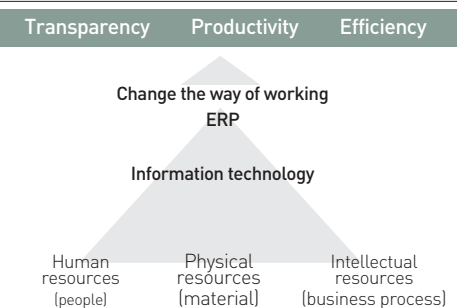 Transparency Productivity Efficiency
Change the way of working
ERP
Information technology
Human resources (people)
Physical resources (material)
Intellectual resources (business process)